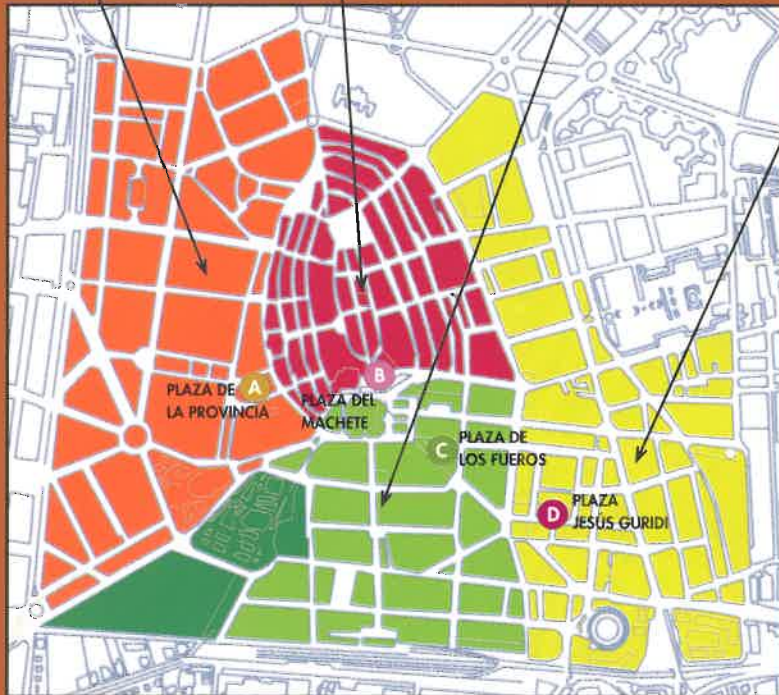 PLAZA DE
LA PROVINCIA
A
B
PLAZA DEL
MACHETE
C
PLAZA DE
LOS FUEROS
D
PLAZA
JESÚS GURIDI